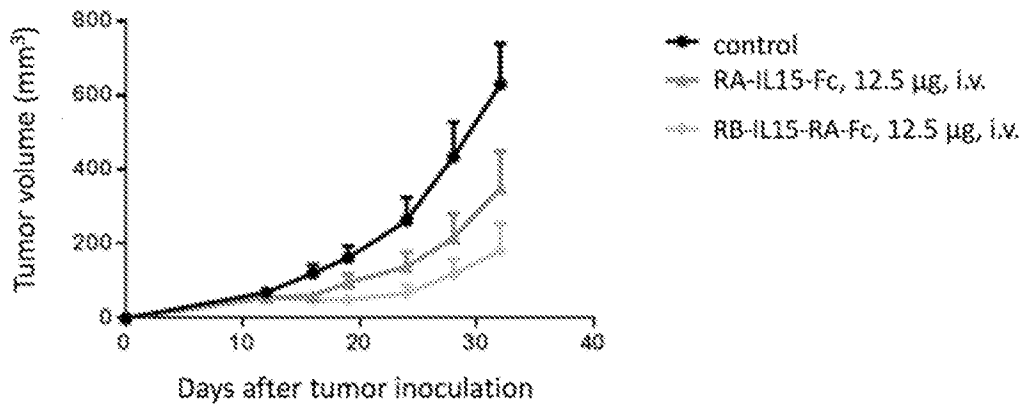 800
600
400
200
0
0
10
20
30
40
Tumor volume (mm³)
Days after tumor inoculation
control
RA-IL15-Fc, 12.5 µg, i.v.
RB-IL15-RA-Fc, 12.5 µg, i.v.